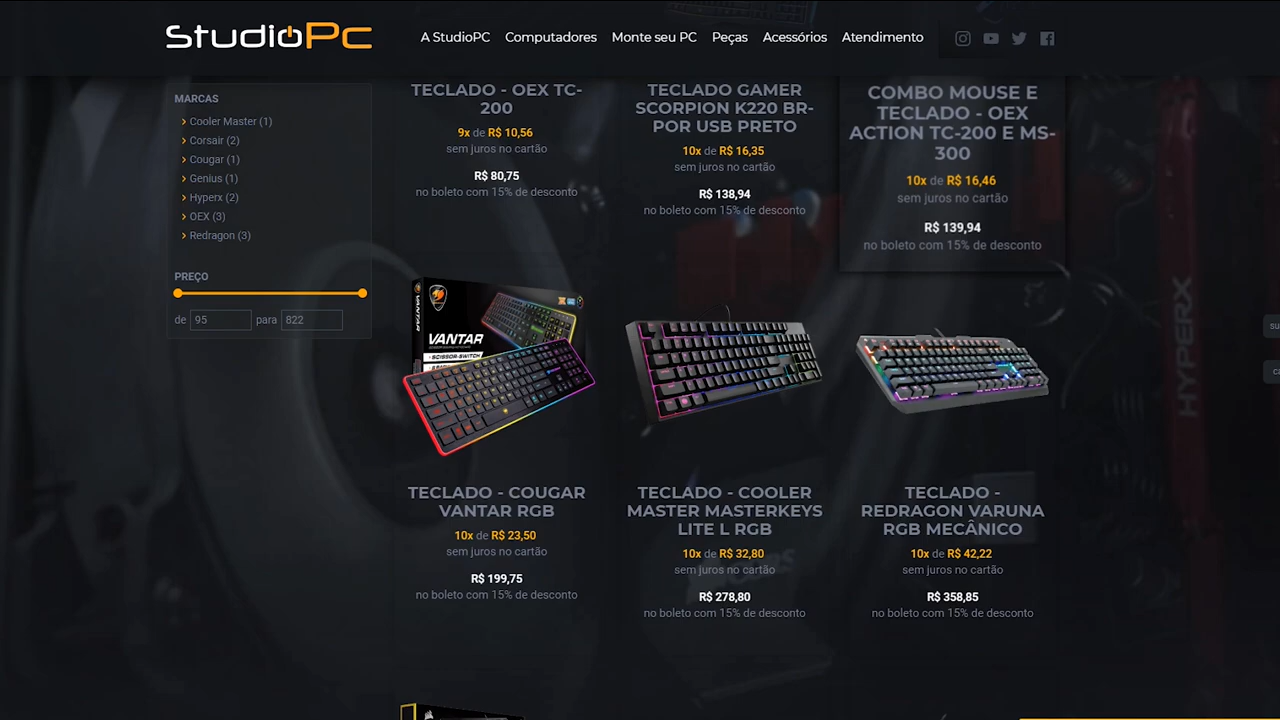 StudioPC
A StudioPC
Computadores
Monte seu PC
Peças
Acessórios
Atendimento
MARCAS
Cooler Master (1)
Corsair (2)
Cougar (1)
Genius (1)
Hyperx (2)
OEX (3)
Redragon (3)
PREÇO
de 95 para 822
TECLADO - OEX TC-
200
9x de R$ 10,56
sem juros no cartão
R$ 80,75
no boleto com 15% de desconto
TECLADO GAMER
SCORPION K220 BR-
POR USB PRETO
10x de R$ 16,35
sem juros no cartão
R$ 138,94
no boleto com 15% de desconto
COMBO MOUSE E
TECLADO - OEX
ACTION TC-200 E MS-
300
10x de R$ 16,46
sem juros no cartão
R$ 139,94
no boleto com 15% de desconto
VANTAR
SCISSOR-SWITCH
TECLADO - COUGAR
VANTAR RGB
10x de R$ 23,50
sem juros no cartão
R$ 199,75
no boleto com 15% de desconto
TECLADO - COOLER
MASTER MASTERKEYS
LITE L RGB
10x de R$ 32,80
sem juros no cartão
R$ 278,80
no boleto com 15% de desconto
TECLADO -
REDRAGON VARUNA
RGB MECÂNICO
10x de R$ 42,22
sem juros no cartão
R$ 358,85
no boleto com 15% de desconto
HYPERX